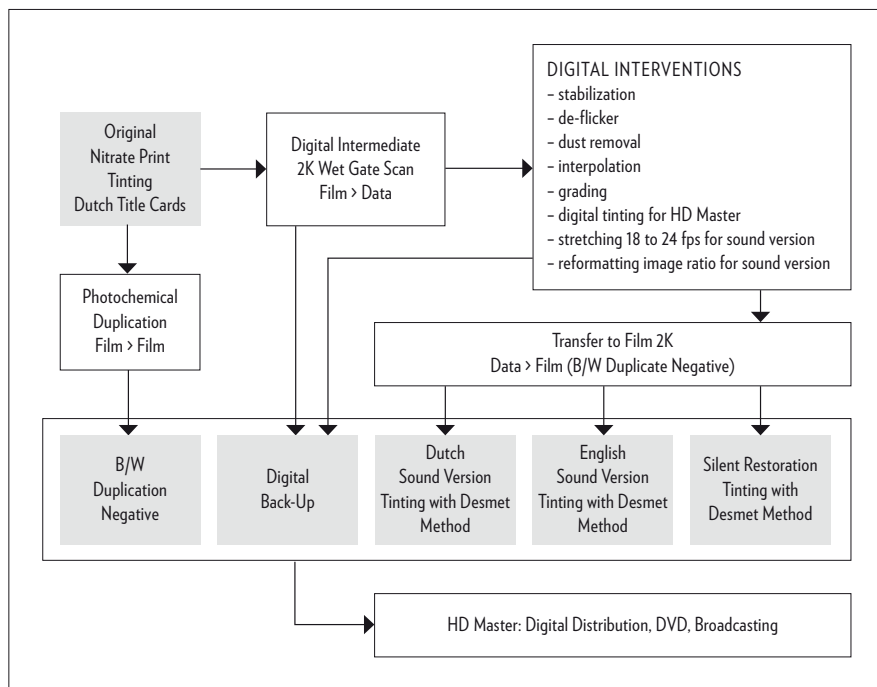 Original
Nitrate Print
Tinting
Dutch Title Cards
Digital Intermediate
2K Wet Gate Scan
Film > Data
DIGITAL INTERVENTIONS
– stabilization
– de-flicker
– dust removal
– interpolation
– grading
– digital tinting for HD Master
– stretching 18 to 24 fps for sound version
– reformatting image ratio for sound version
Photochemical
Duplication
Film > Film
Transfer to Film 2K
Data > Film (B/W Duplicate Negative)
B/W
Duplication
Negative
Digital
Back-Up
Dutch
Sound Version
Tinting with Desmet
Method
English
Sound Version
Tinting with Desmet
Method
Silent Restoration
Tinting with
Desmet Method
HD Master: Digital Distribution, DVD, Broadcasting